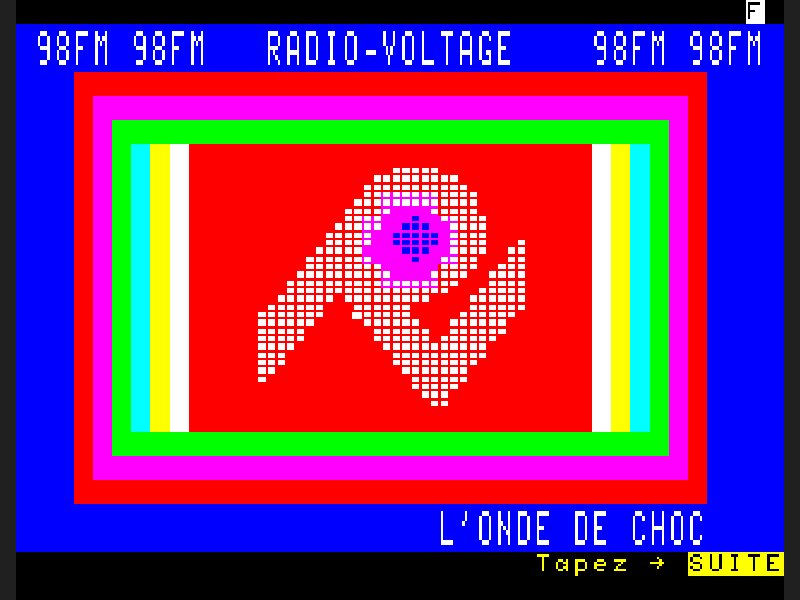 F
98FM 98FM RADIO-VOLTAGE 98FM 98FM
L'ONDE DE CHOC
Tapez → SUITE